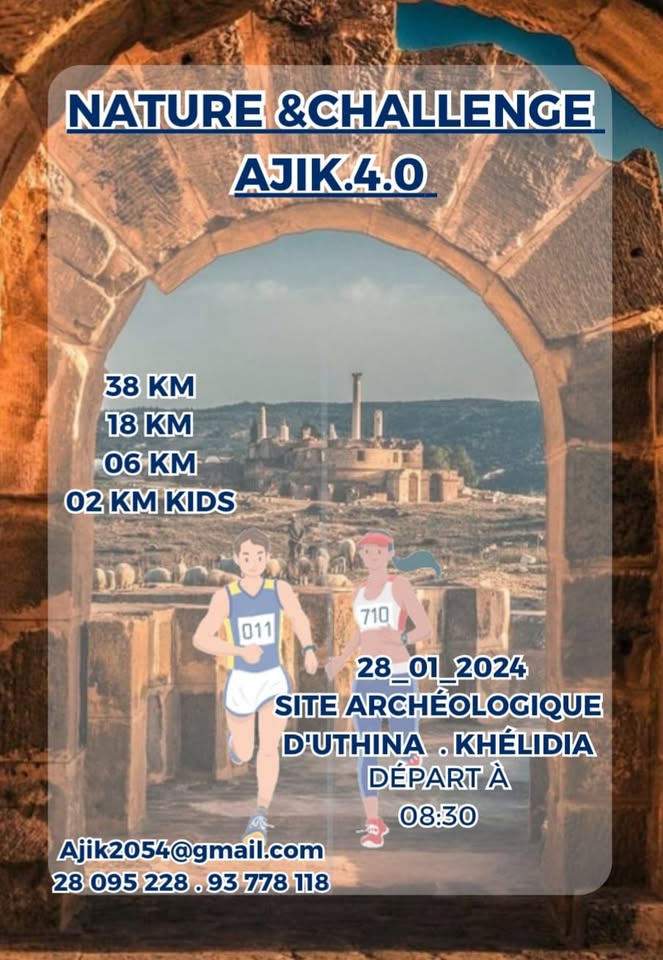 NATURE &CHALLENGE
AJIK.4.0
38 KM
18 KM
06 KM
02 KM KIDS
011
710
28_01_2024
SITE ARCHÉOLOGIQUE
D'UTHINA . KHÉLIDIA
DÉPART À
08:30
Ajik2054@gmail.com
28 095 228 . 93 778 118